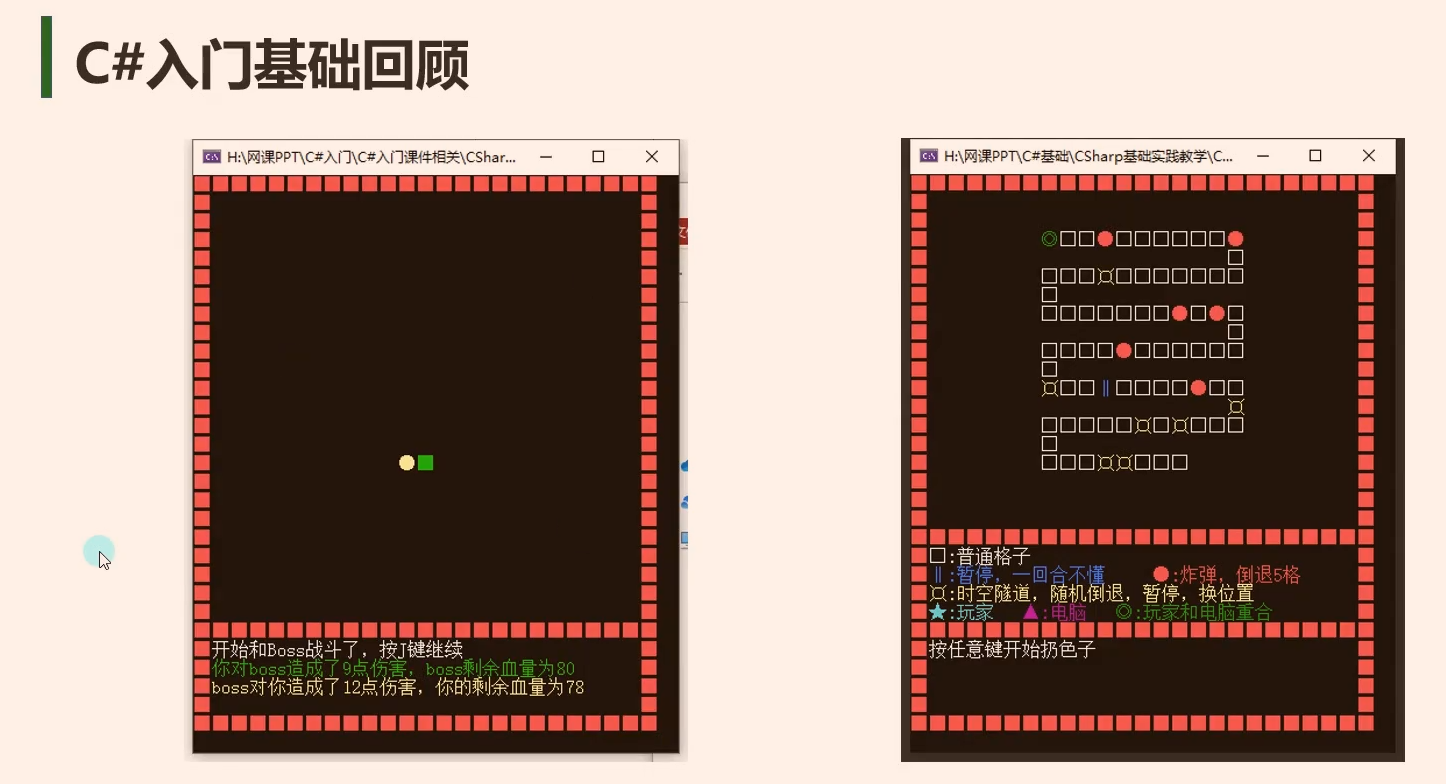 C#入门基础回顾
H:\网课PPT\C#入门\C#入门课件相关\CShar...
开始和Boss战斗了，按J键继续
你对boss造成了9点伤害，boss剩余血量为80
boss对你造成了12点伤害，你的剩余血量为78
H:\网课PPT\C#基础\CSharp基础实践教学\C...
□:普通格子
‖:暂停，一回合不懂 ●:炸弹，倒退5格
¤:时空隧道，随机倒退，暂停，换位置
★:玩家 ▲:电脑 ◎:玩家和电脑重合
按任意键开始扔色子